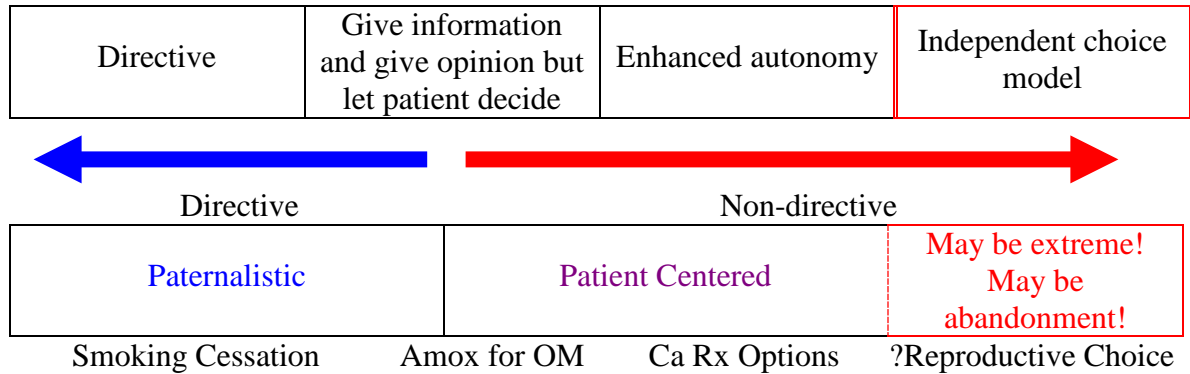 Directive
Give information
and give opinion but
let patient decide
Enhanced autonomy
Independent choice
model
Directive
Non-directive
Paternalistic
Patient Centered
May be extreme!
May be
abandonment!
Smoking Cessation
Amox for OM
Ca Rx Options
?Reproductive Choice